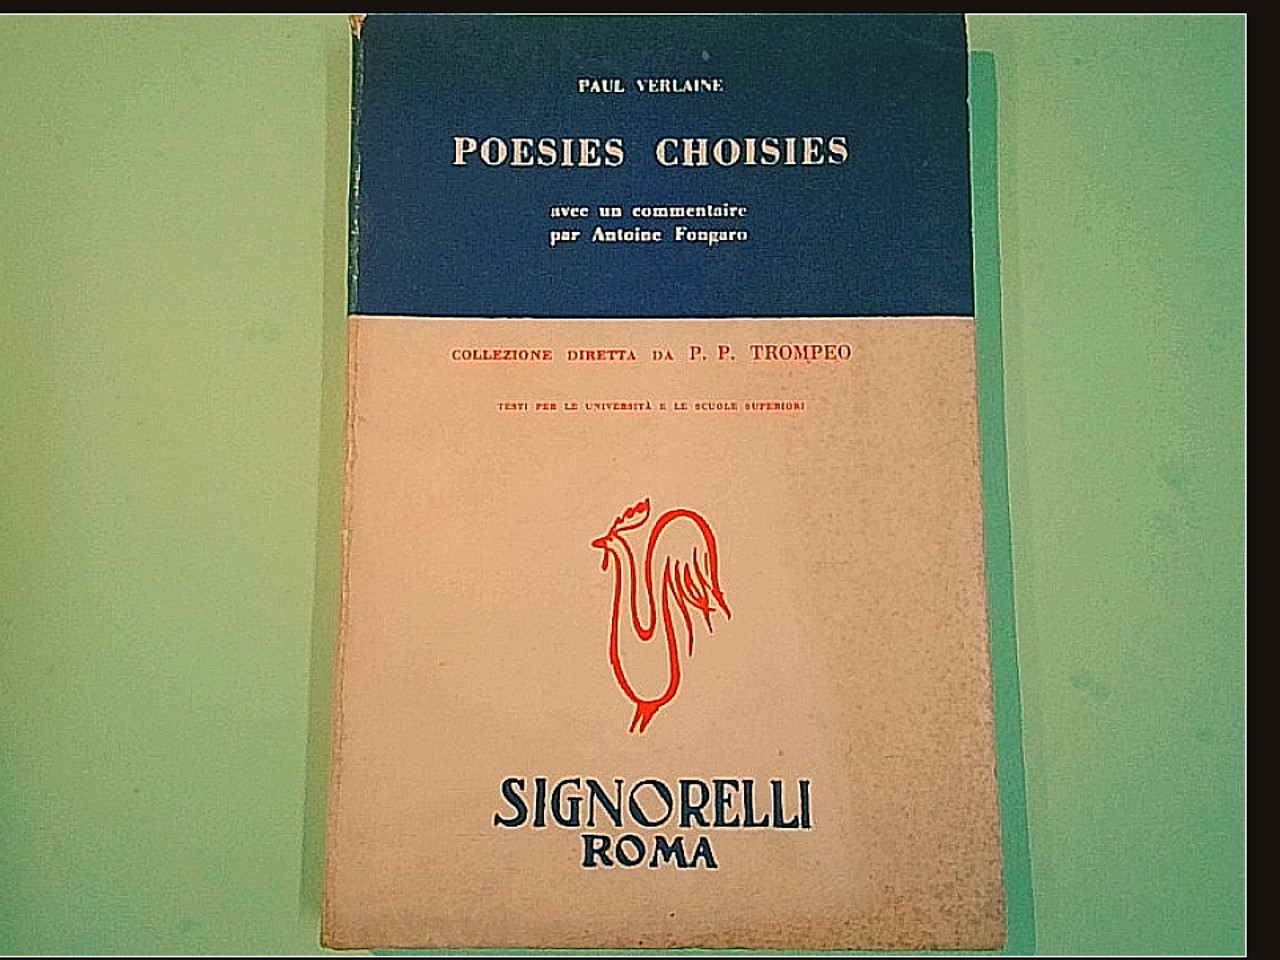 PAUL VERLAINE
POESIES CHOISIES
avec un commentaire
par Antoine Fongaro
COLLEZIONE DIRETTA DA P. P. TROMPEO
TESTI PER LE UNIVERSITÀ E LE SCUOLE SUPERIORI
SIGNORELLI
ROMA